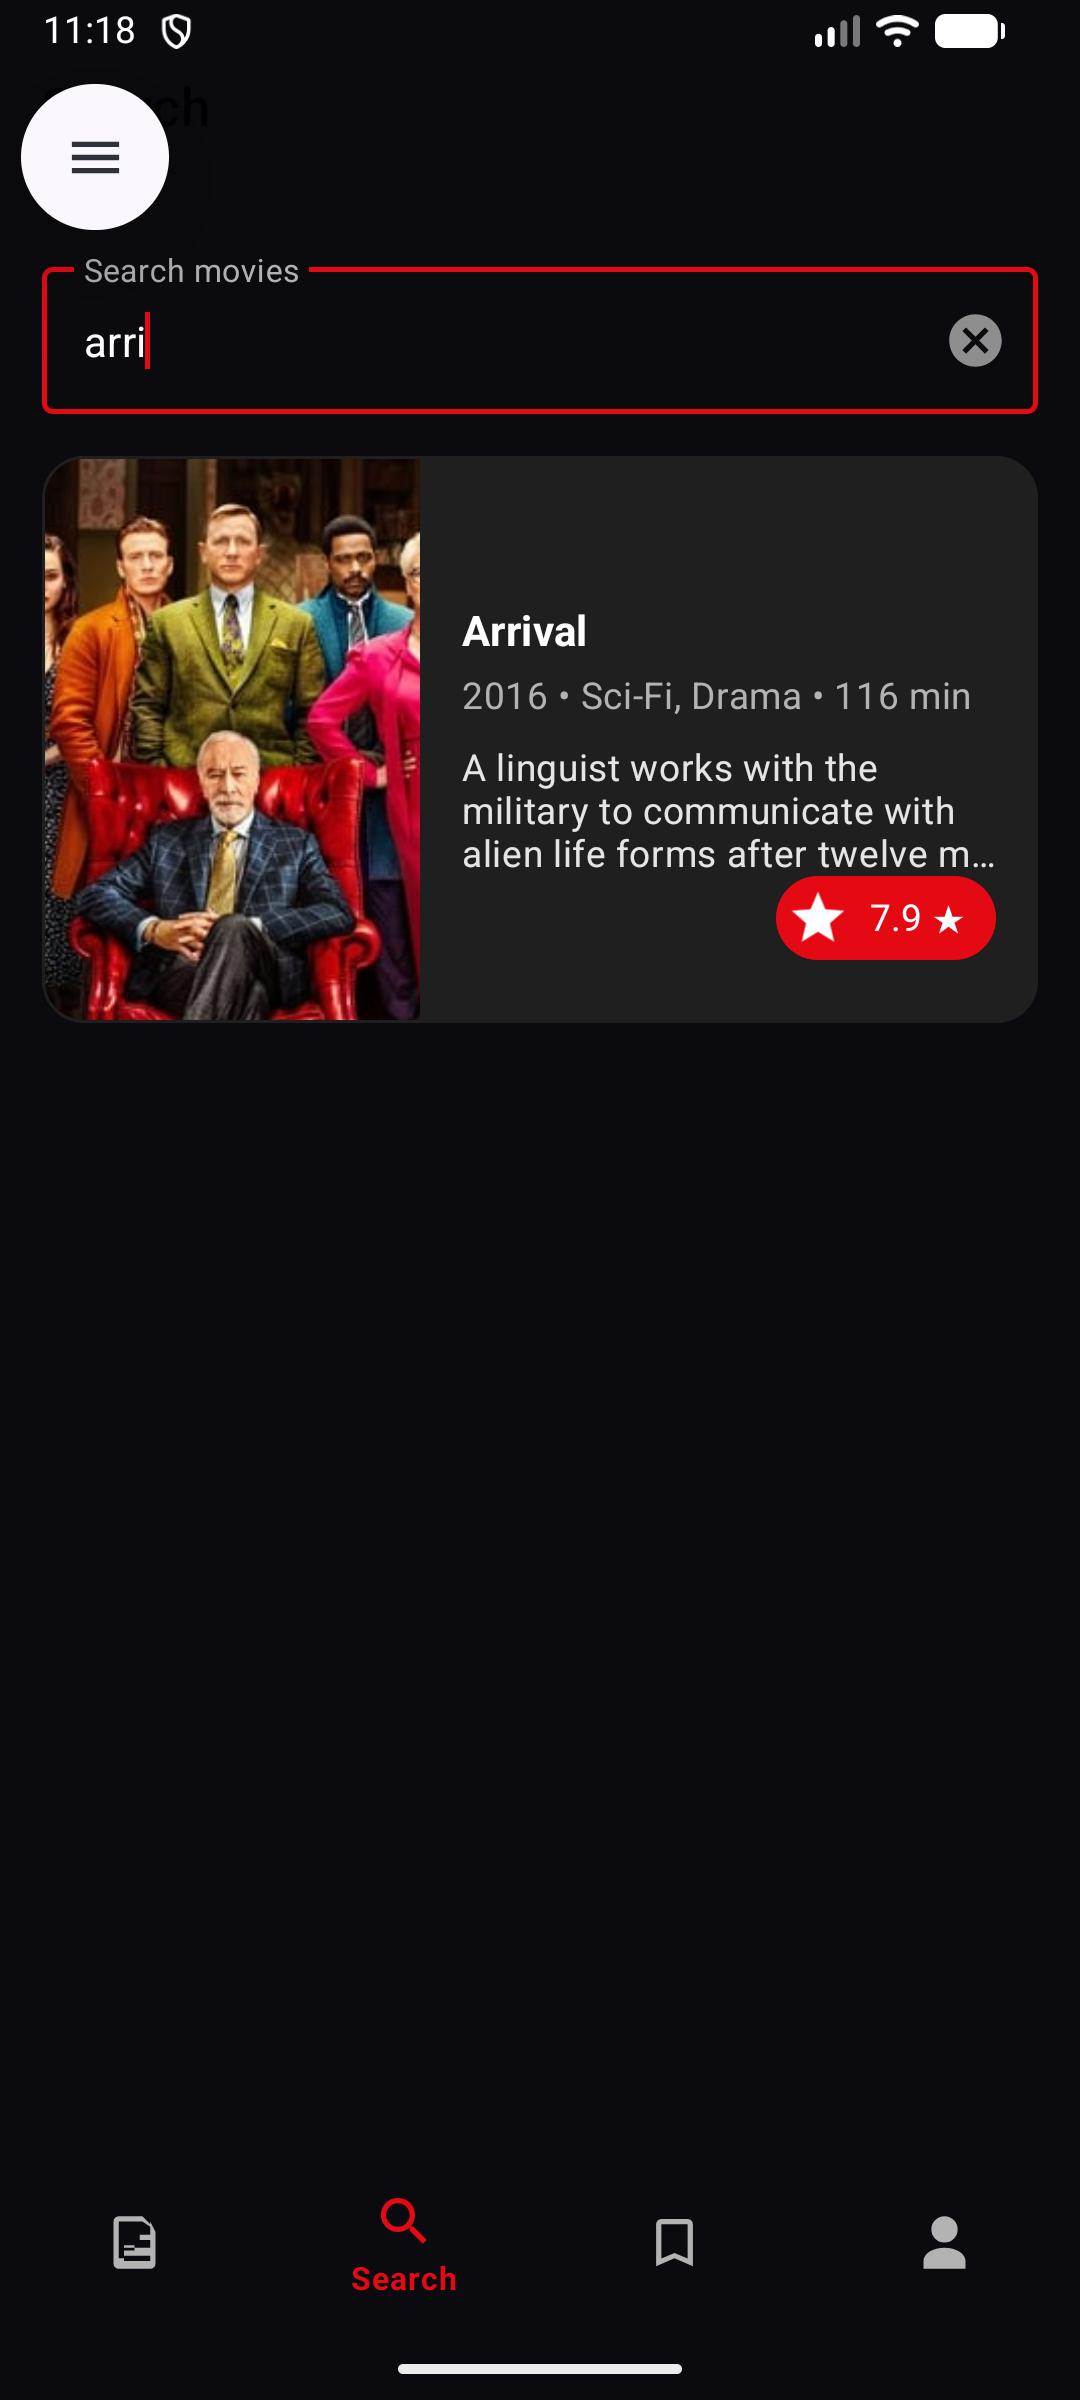 11:18
ch
Search movies
arri
Arrival
2016 • Sci-Fi, Drama • 116 min
A linguist works with the
military to communicate with
alien life forms after twelve m…
7.9 ★
Search